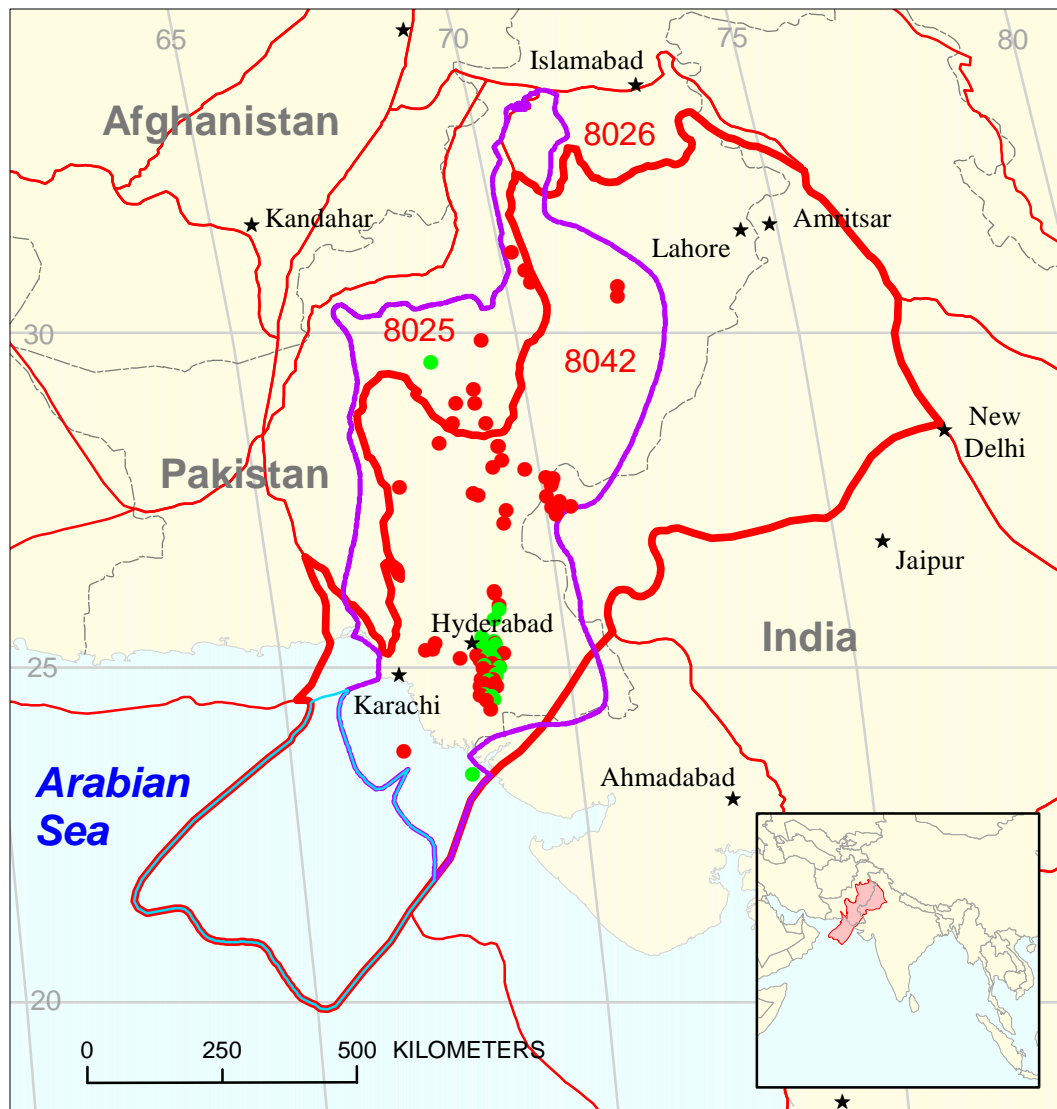 65
70
75
80
Islamabad
Afghanistan
8026
Kandahar
Amritsar
Lahore
30
8025
8042
New
Delhi
Pakistan
Jaipur
Hyderabad
India
25
Karachi
Arabian
Sea
Ahmadabad
20
0 250 500 KILOMETERS